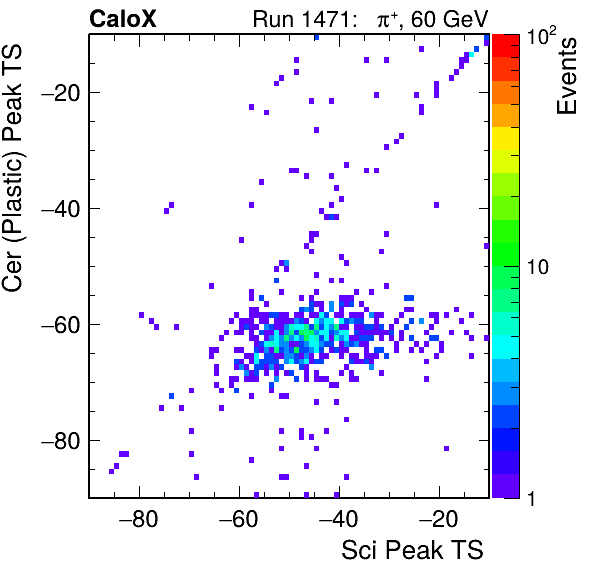 CaloX Run 1471: π⁺, 60 GeV
Cer (Plastic) Peak TS
−20
−40
−60
−80
−80 −60 −40 −20
Sci Peak TS
10²
10
1
Events